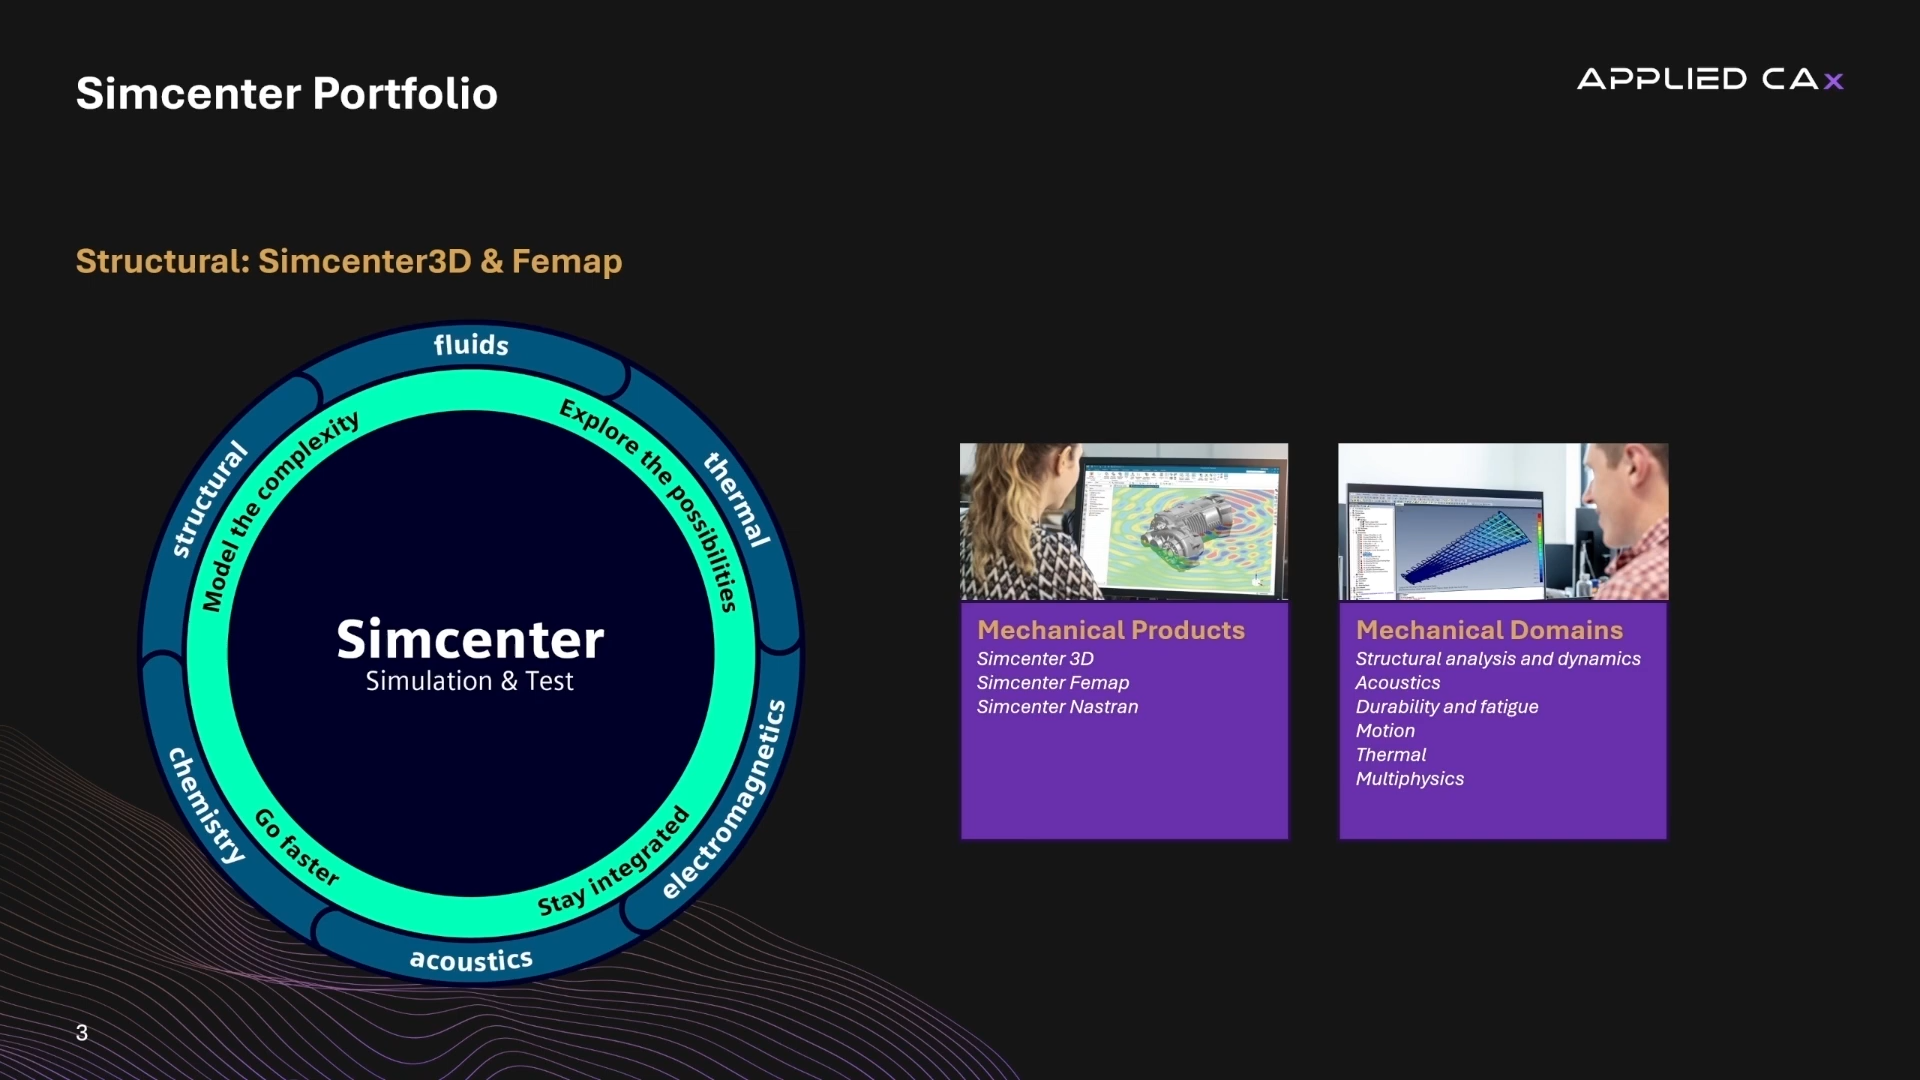 Simcenter Portfolio
APPLIED CAx
Structural: Simcenter3D & Femap
fluids
thermal
electromagnetics
acoustics
chemistry
structural
Model the complexity
Explore the possibilities
Stay integrated
Go faster
Simcenter
Simulation & Test
Mechanical Products
Simcenter 3D
Simcenter Femap
Simcenter Nastran
Mechanical Domains
Structural analysis and dynamics
Acoustics
Durability and fatigue
Motion
Thermal
Multiphysics
3